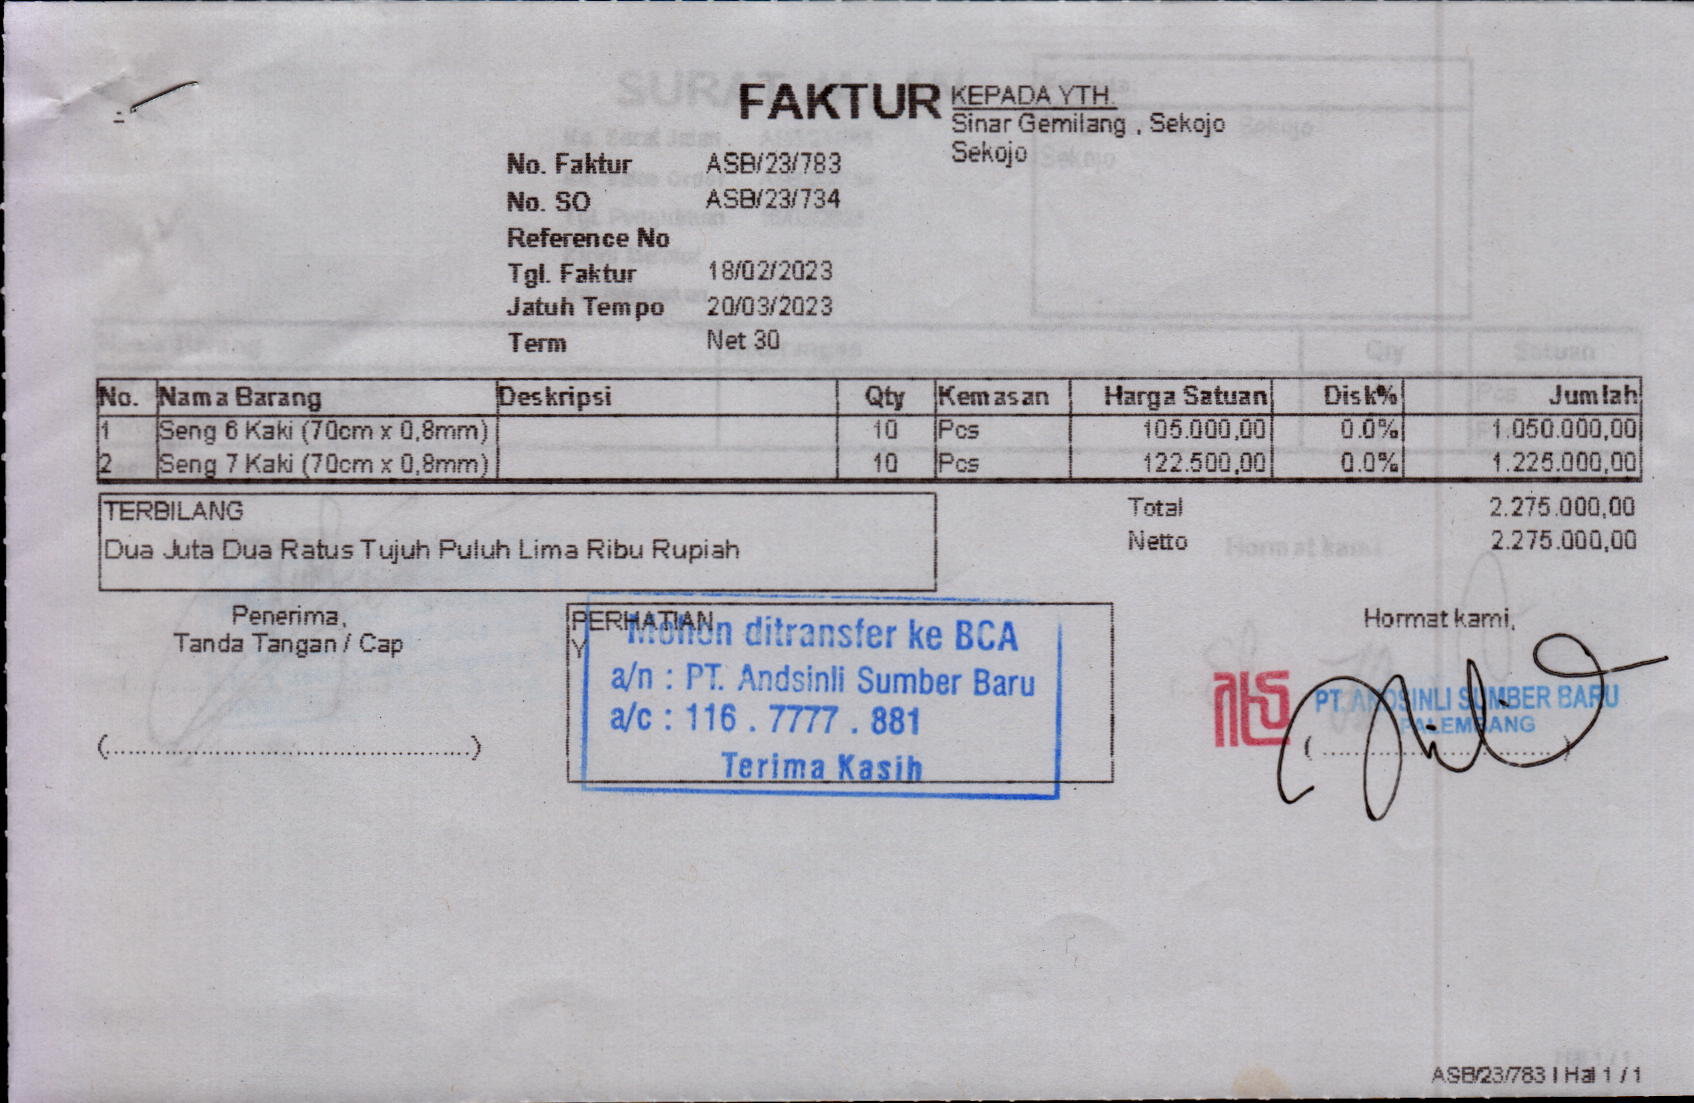 FAKTUR
KEPADA YTH.
Sinar Gemilang , Sekojo
Sekojo
No. Faktur ASB/23/783
No. SO ASB/23/734
Reference No
Tgl. Faktur 18/02/2023
Jatuh Tempo 20/03/2023
Term Net 30
No. Nama Barang Deskripsi Qty Kemasan Harga Satuan Disk% Jumlah
1 Seng 6 Kaki (70cm x 0,8mm) 10 Pcs 105.000,00 0.0% 1.050.000,00
2 Seng 7 Kaki (70cm x 0,8mm) 10 Pcs 122.500,00 0.0% 1.225.000,00
TERBILANG
Dua Juta Dua Ratus Tujuh Puluh Lima Ribu Rupiah
Total 2.275.000,00
Netto 2.275.000,00
Penerima,
Tanda Tangan / Cap
(.................................................)
PERHATIAN
Y
Mohon ditransfer ke BCA
a/n : PT. Andsinli Sumber Baru
a/c : 116 . 7777 . 881
Terima Kasih
Hormat kami,
PT. ANDSINLI SUMBER BARU
PALEMBANG
(................................)
ASB/23/783 | Hal 1 / 1